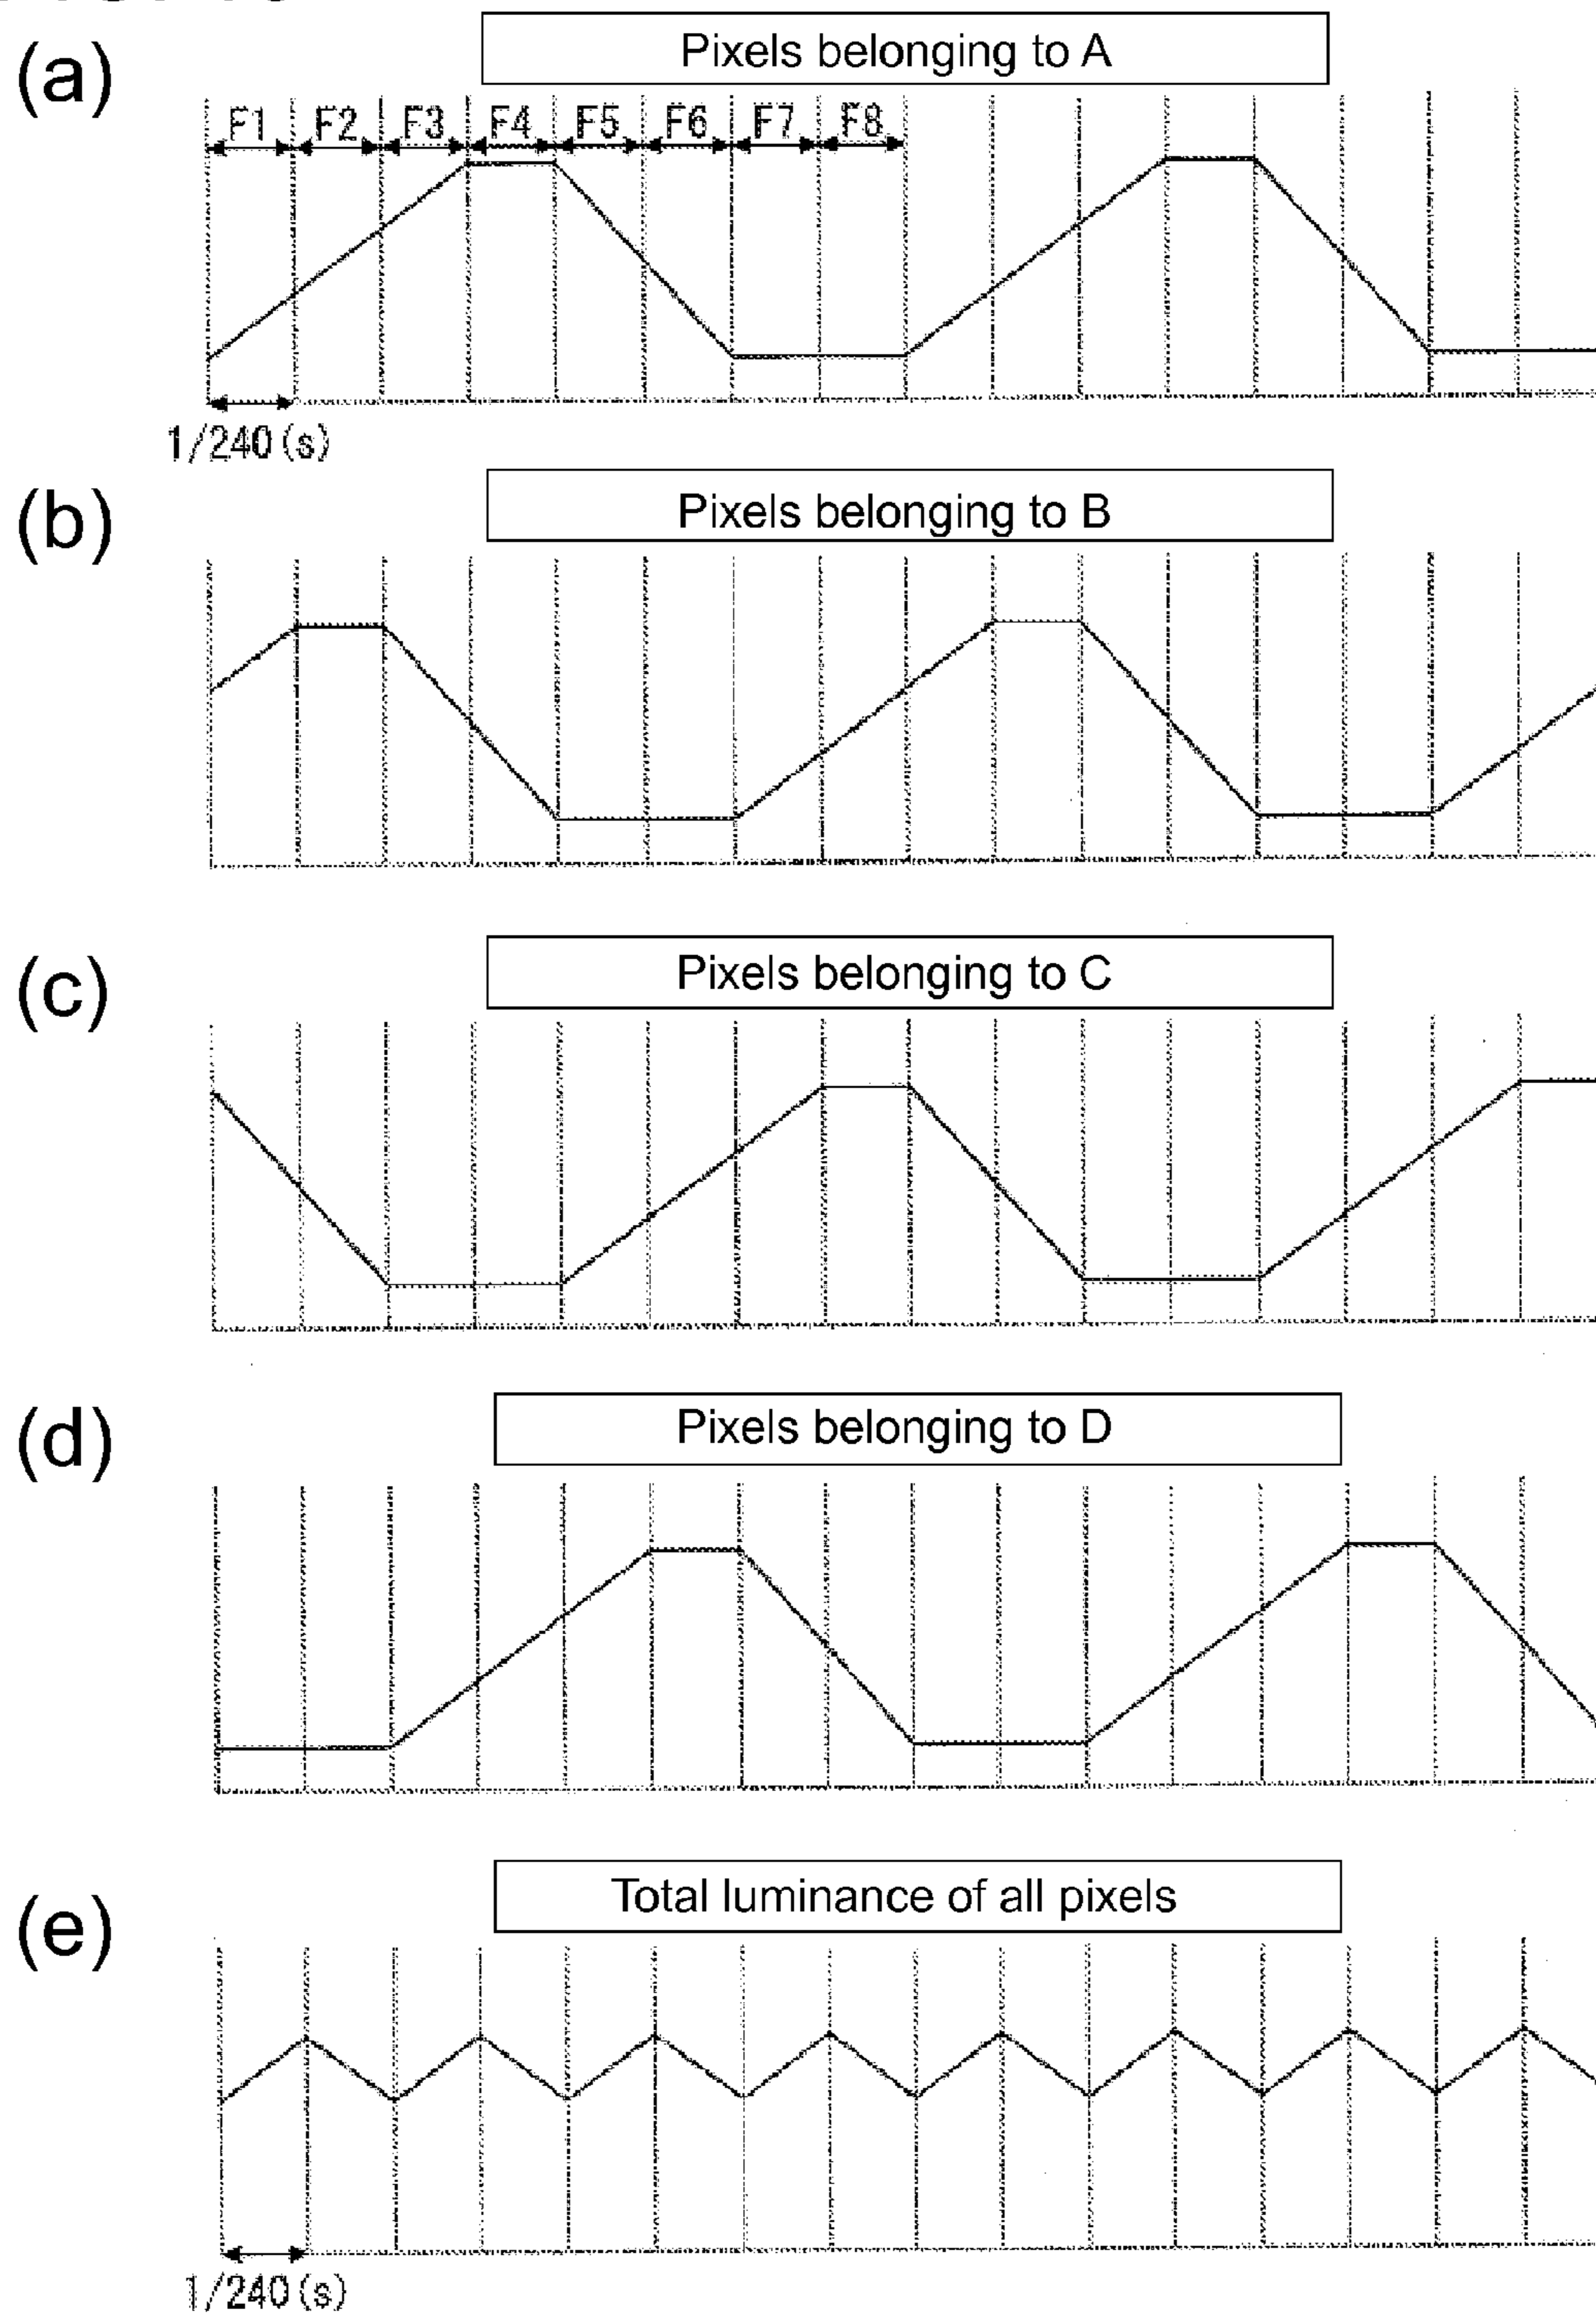 (a)
Pixels belonging to A
F1 F2 F3 F4 F5 F6 F7 F8
1/240(s)
(b)
Pixels belonging to B
(c)
Pixels belonging to C
(d)
Pixels belonging to D
(e)
Total luminance of all pixels
1/240(s)